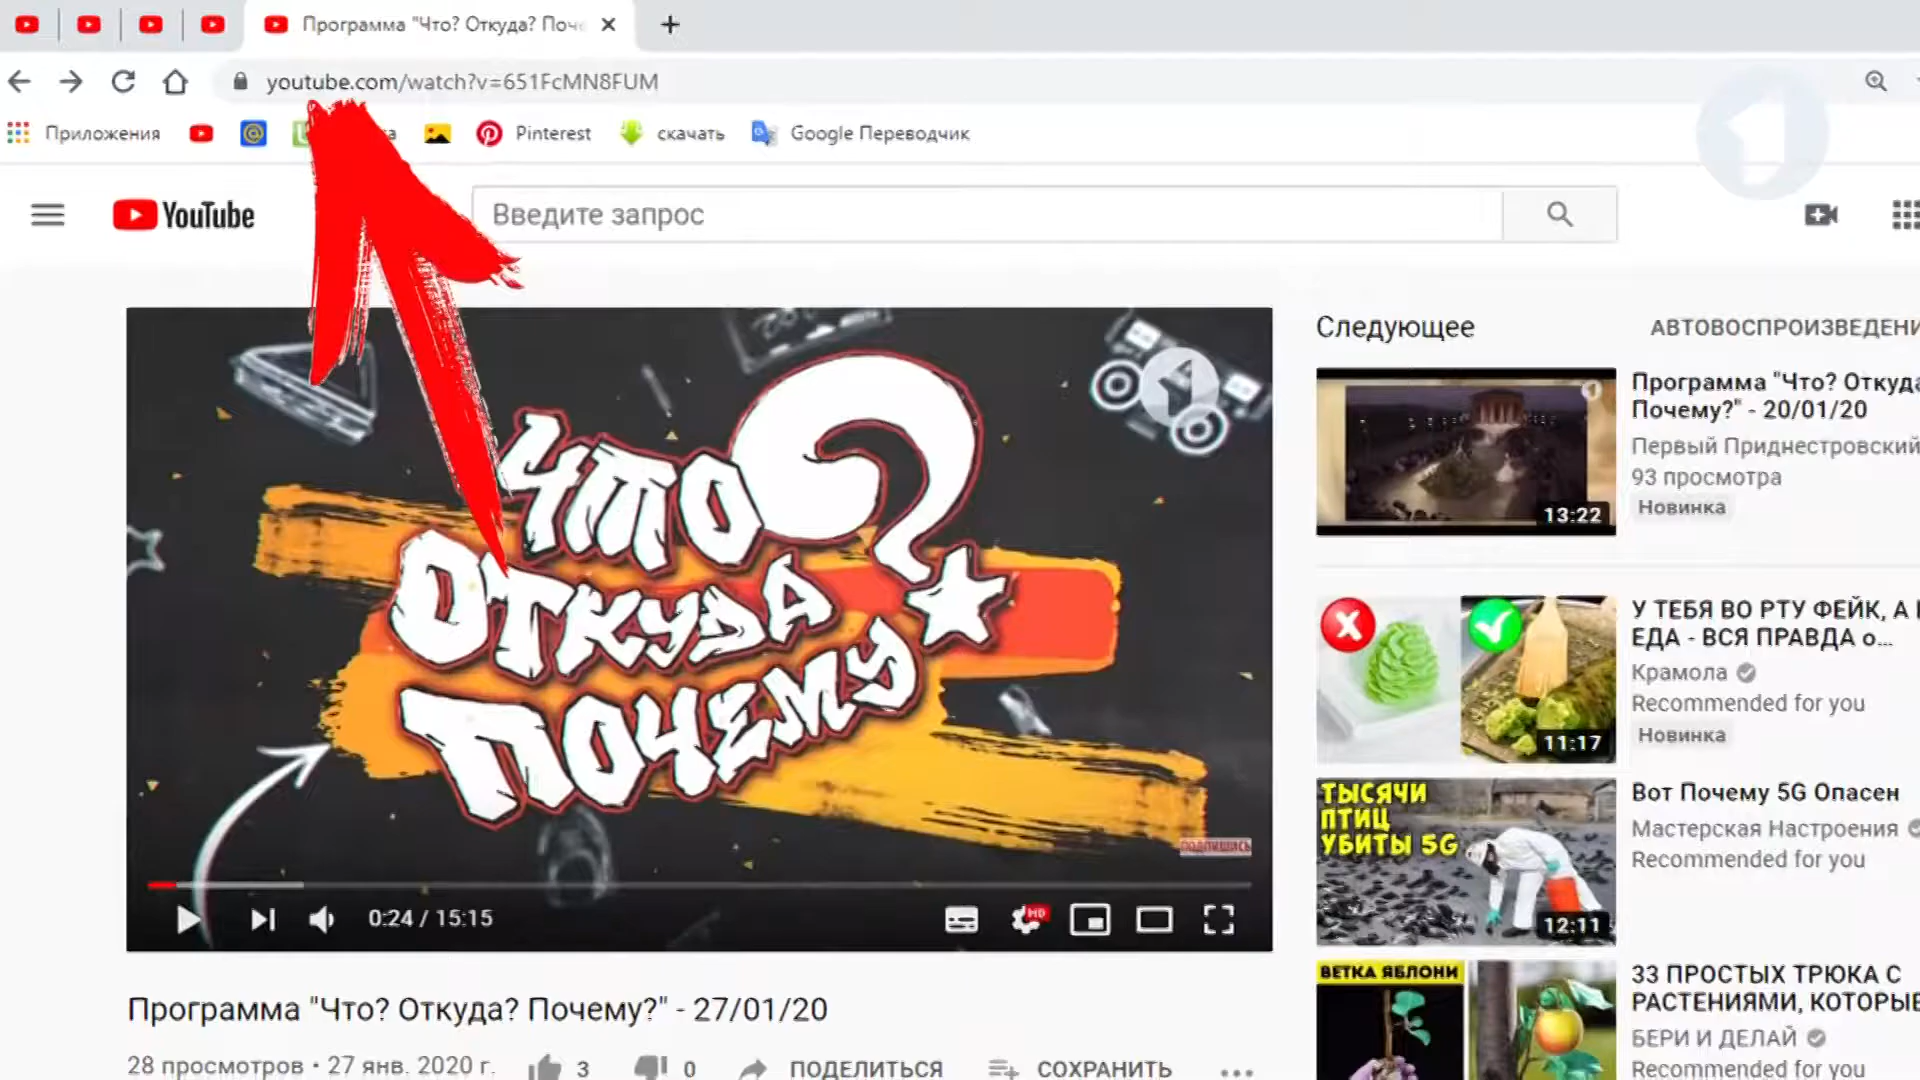 Программа "Что? Откуда? Поч
youtube.com/watch?v=651FcMN8FUM
Приложения
Pinterest
скачать
Google Переводчик
YouTube
Введите запрос
ЧТО
ОТКУДА
ПОЧЕМУ?
ПОДПИШИСЬ
0:24 / 15:15
HD
Программа "Что? Откуда? Почему?" - 27/01/20
28 просмотров • 27 янв. 2020 г.
3
0
ПОДЕЛИТЬСЯ
СОХРАНИТЬ
Следующее
АВТОВОСПРОИЗВЕДЕНИ
13:22
Программа "Что? Откуда
Почему?" - 20/01/20
Первый Приднестровский
93 просмотра
Новинка
11:17
У ТЕБЯ ВО РТУ ФЕЙК, А
ЕДА - ВСЯ ПРАВДА о...
Крамола
Recommended for you
Новинка
ТЫСЯЧИ
ПТИЦ
УБИТЫ 5G
12:11
Вот Почему 5G Опасен
Мастерская Настроения
Recommended for you
ВЕТКА ЯБЛОНИ
33 ПРОСТЫХ ТРЮКА С
РАСТЕНИЯМИ, КОТОРЫЕ
БЕРИ И ДЕЛАЙ
Recommended for you